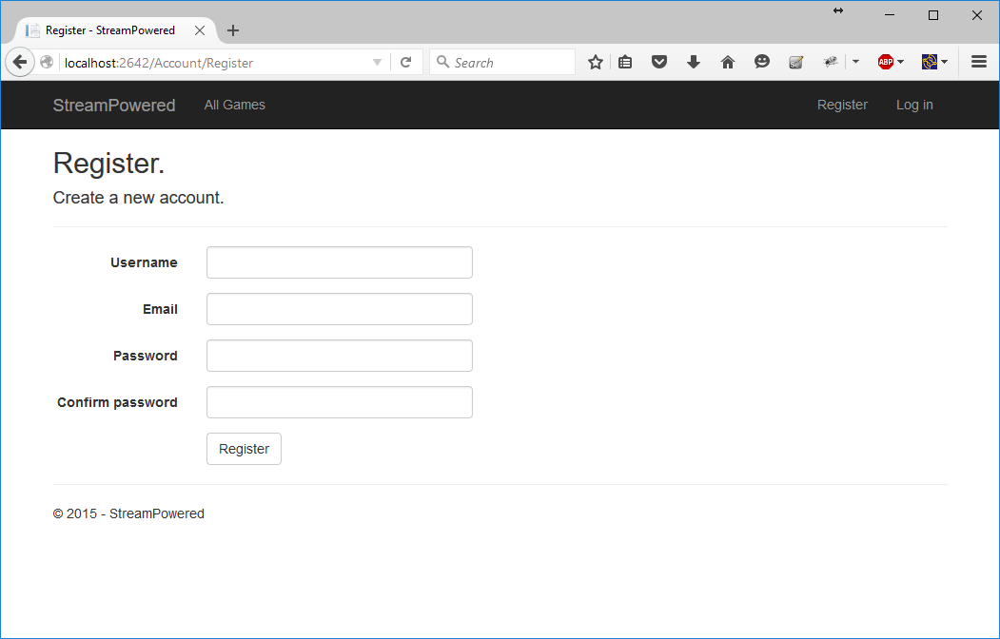 Register - StreamPowered
localhost:2642/Account/Register
Search
ABP
StreamPowered All Games Register Log in
Register.
Create a new account.
Username
Email
Password
Confirm password
Register
© 2015 - StreamPowered